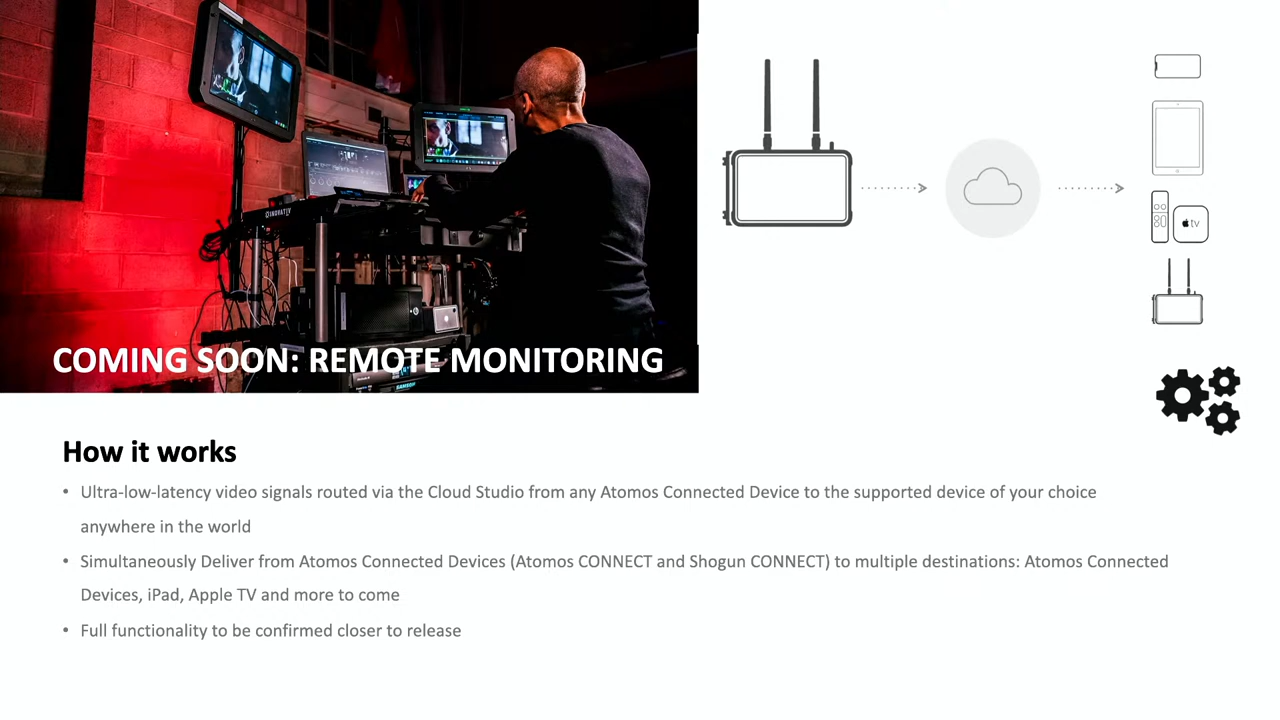 INOVATIV
SAMSON
tv
COMING SOON: REMOTE MONITORING
How it works
• Ultra-low-latency video signals routed via the Cloud Studio from any Atomos Connected Device to the supported device of your choice
anywhere in the world
• Simultaneously Deliver from Atomos Connected Devices (Atomos CONNECT and Shogun CONNECT) to multiple destinations: Atomos Connected
Devices, iPad, Apple TV and more to come
• Full functionality to be confirmed closer to release